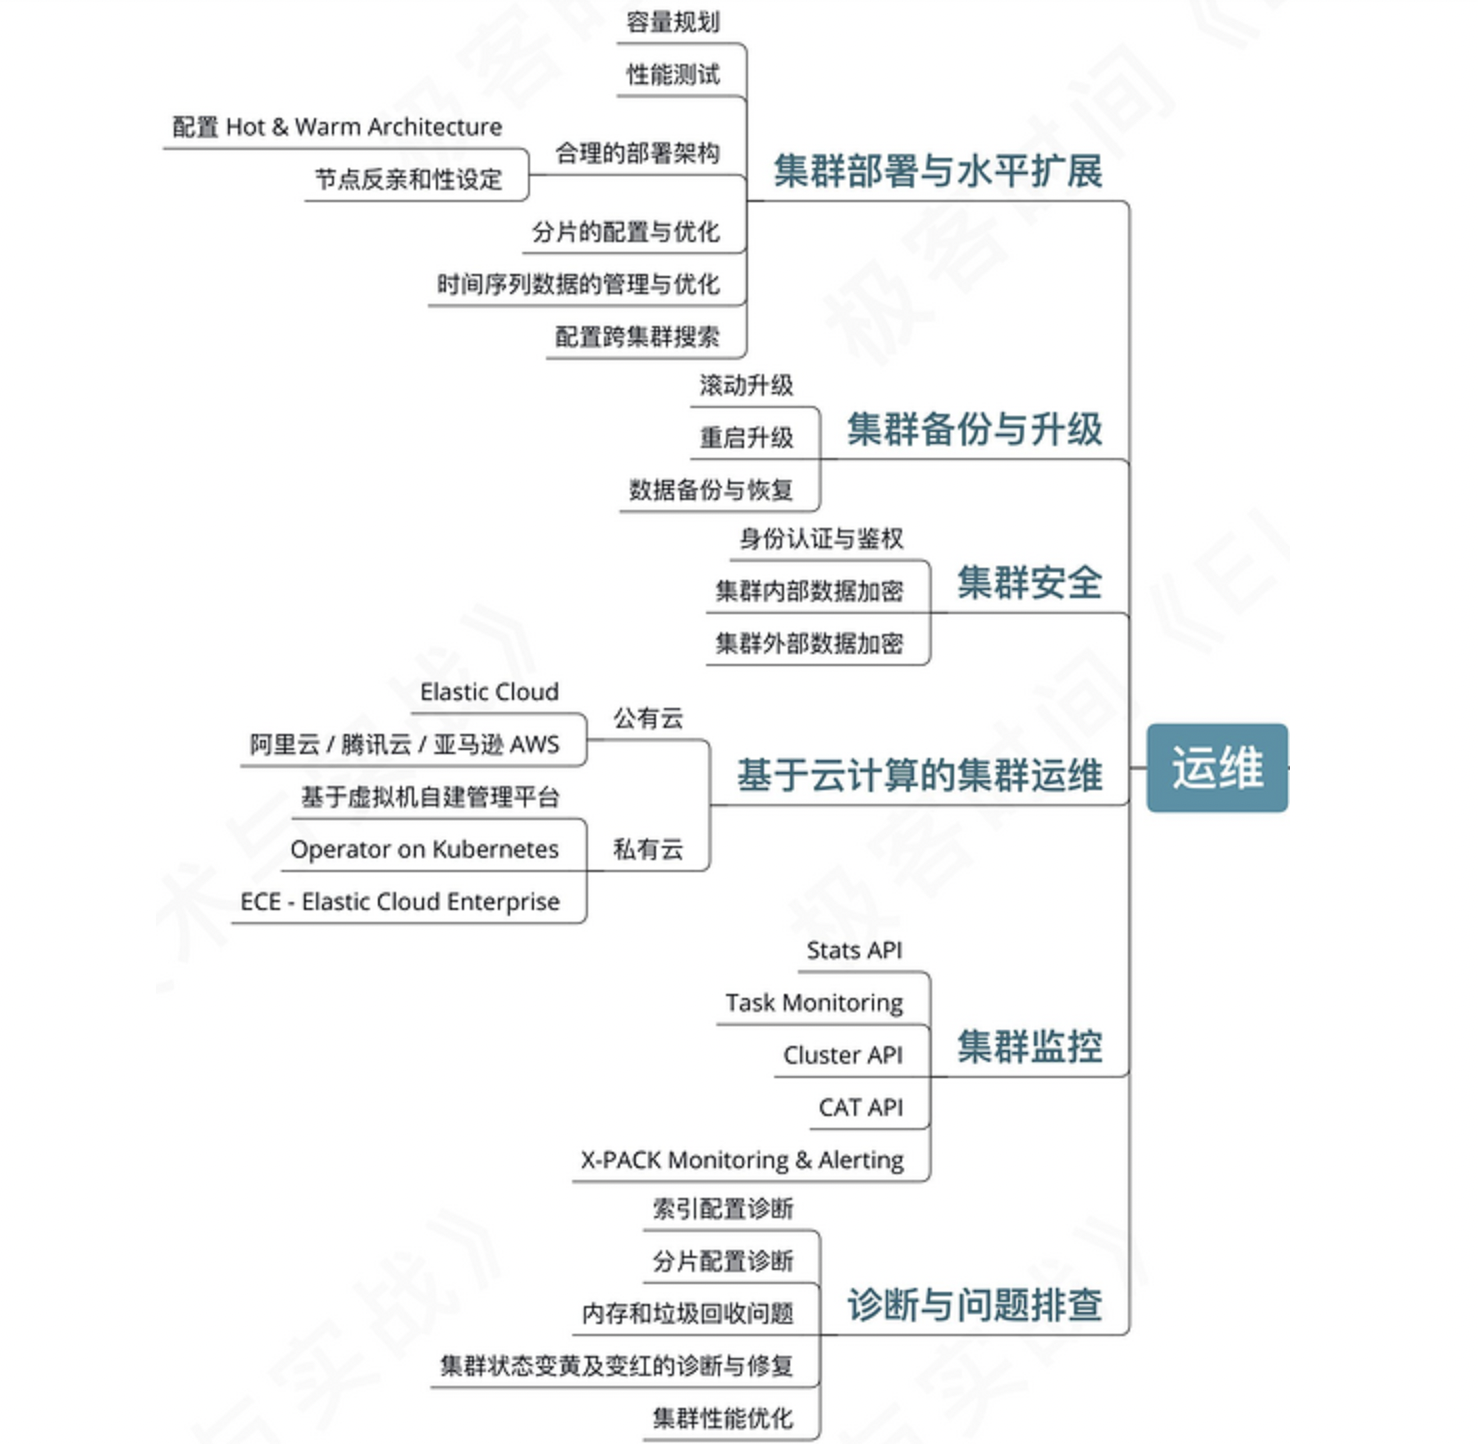 容量规划
性能测试
配置 Hot & Warm Architecture
合理的部署架构
节点反亲和性设定
集群部署与水平扩展
分片的配置与优化
时间序列数据的管理与优化
配置跨集群搜索
滚动升级
集群备份与升级
重启升级
数据备份与恢复
身份认证与鉴权
集群安全
集群内部数据加密
集群外部数据加密
Elastic Cloud
公有云
阿里云 / 腾讯云 / 亚马逊 AWS
基于云计算的集群运维
运维
基于虚拟机自建管理平台
Operator on Kubernetes
私有云
ECE - Elastic Cloud Enterprise
Stats API
Task Monitoring
集群监控
Cluster API
CAT API
X-PACK Monitoring & Alerting
索引配置诊断
分片配置诊断
诊断与问题排查
内存和垃圾回收问题
集群状态变黄及变红的诊断与修复
集群性能优化